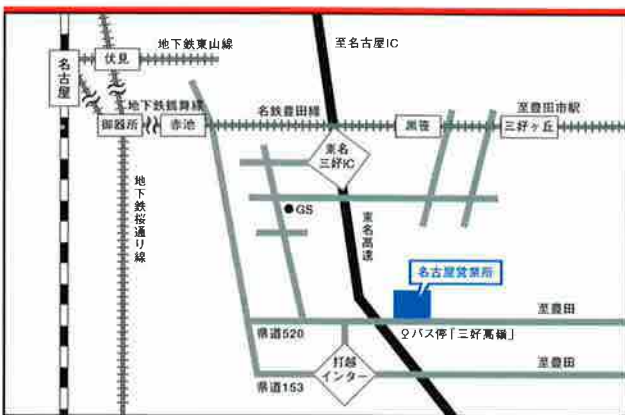 地下鉄東山線
至名古屋IC
伏見
名古屋
地下鉄鶴舞線
名鉄豊田線
至豊田市駅
御器所
赤池
黒笹
三好ヶ丘
東名
三好IC
地下鉄桜通り線
GS
東名高速
名古屋営業所
至豊田
県道520
バス停「三好高嶺」
打越
インター
至豊田
県道153